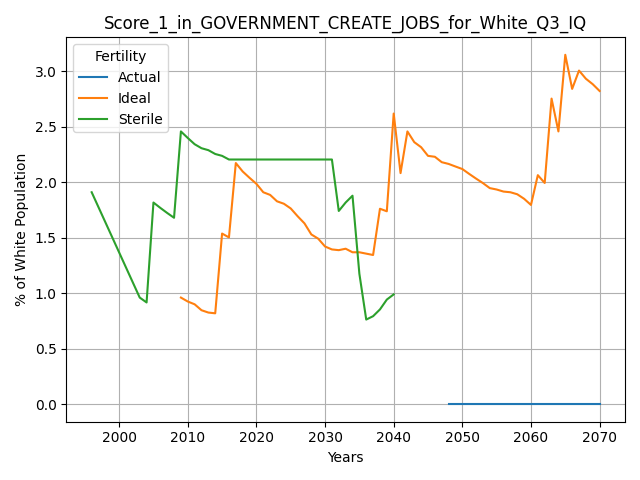 Score_1_in_GOVERNMENT_CREATE_JOBS_for_White_Q3_IQ
Fertility
Actual
Ideal
Sterile
% of White Population
3.0
2.5
2.0
1.5
1.0
0.5
0.0
2000 2010 2020 2030 2040 2050 2060 2070
Years